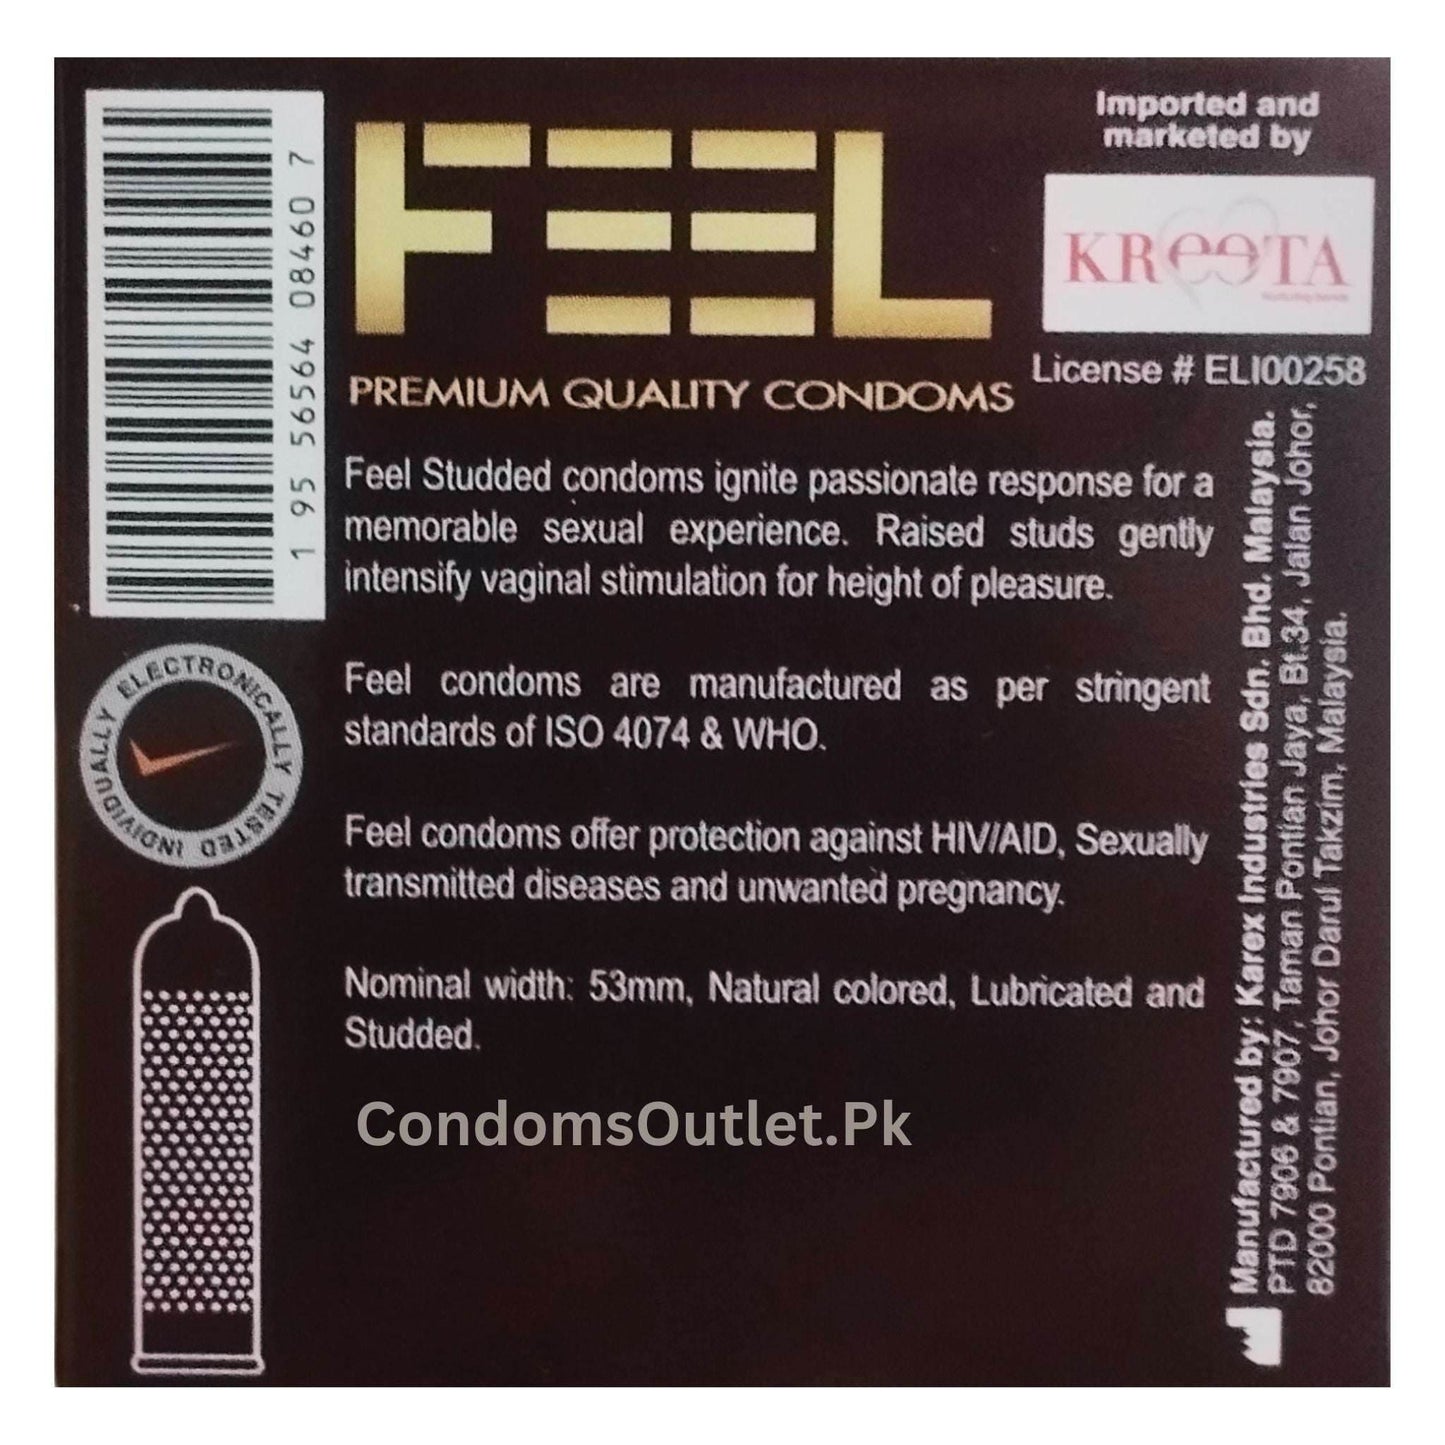 Imported and
marketed by
KReeTA
License # ELI00258
FEEL
PREMIUM QUALITY CONDOMS
Feel Studded condoms ignite passionate response for a
memorable sexual experience. Raised studs gently
intensify vaginal stimulation for height of pleasure.
Feel condoms are manufactured as per stringent
standards of ISO 4074 & WHO.
Feel condoms offer protection against HIV/AID, Sexually
transmitted diseases and unwanted pregnancy.
Nominal width: 53mm, Natural colored, Lubricated and
Studded.
CondomsOutlet.Pk
1 95 56564 08460 7
INDIVIDUALLY ELECTRONICALLY TESTED
Manufactured by: Karex Industries Sdn. Bhd. Malaysia.
PTD 7906 & 7907, Taman Pontian Jaya, Bt.34, Jalan Johor,
82000 Pontian, Johor Darul Takzim, Malaysia.